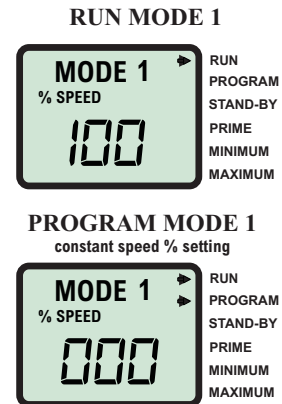 RUN MODE 1
MODE 1
% SPEED
100
RUN
PROGRAM
STAND-BY
PRIME
MINIMUM
MAXIMUM
PROGRAM MODE 1
constant speed % setting
MODE 1
% SPEED
000
RUN
PROGRAM
STAND-BY
PRIME
MINIMUM
MAXIMUM